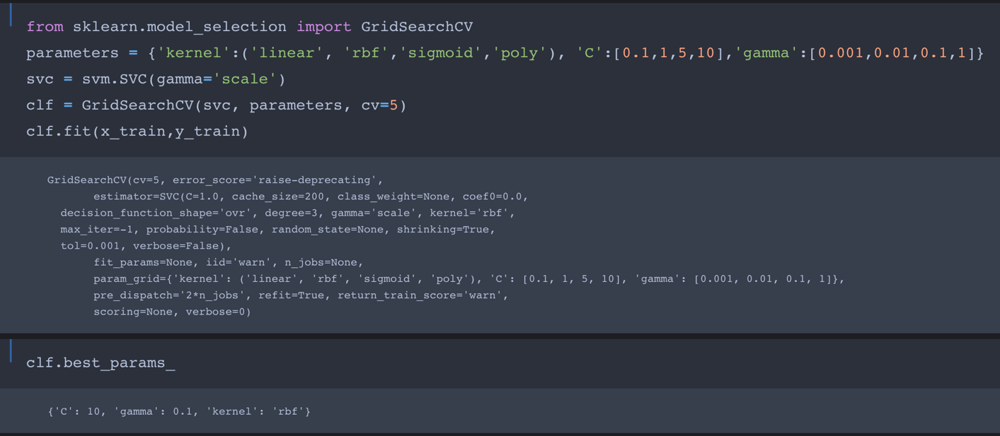 from sklearn.model_selection import GridSearchCV
parameters = {'kernel':('linear', 'rbf','sigmoid','poly'), 'C':[0.1,1,5,10],'gamma':[0.001,0.01,0.1,1]}
svc = svm.SVC(gamma='scale')
clf = GridSearchCV(svc, parameters, cv=5)
clf.fit(x_train,y_train)
GridSearchCV(cv=5, error_score='raise-deprecating',
estimator=SVC(C=1.0, cache_size=200, class_weight=None, coef0=0.0,
decision_function_shape='ovr', degree=3, gamma='scale', kernel='rbf',
max_iter=-1, probability=False, random_state=None, shrinking=True,
tol=0.001, verbose=False),
fit_params=None, iid='warn', n_jobs=None,
param_grid={'kernel': ('linear', 'rbf', 'sigmoid', 'poly'), 'C': [0.1, 1, 5, 10], 'gamma': [0.001, 0.01, 0.1, 1]},
pre_dispatch='2*n_jobs', refit=True, return_train_score='warn',
scoring=None, verbose=0)
clf.best_params_
{'C': 10, 'gamma': 0.1, 'kernel': 'rbf'}